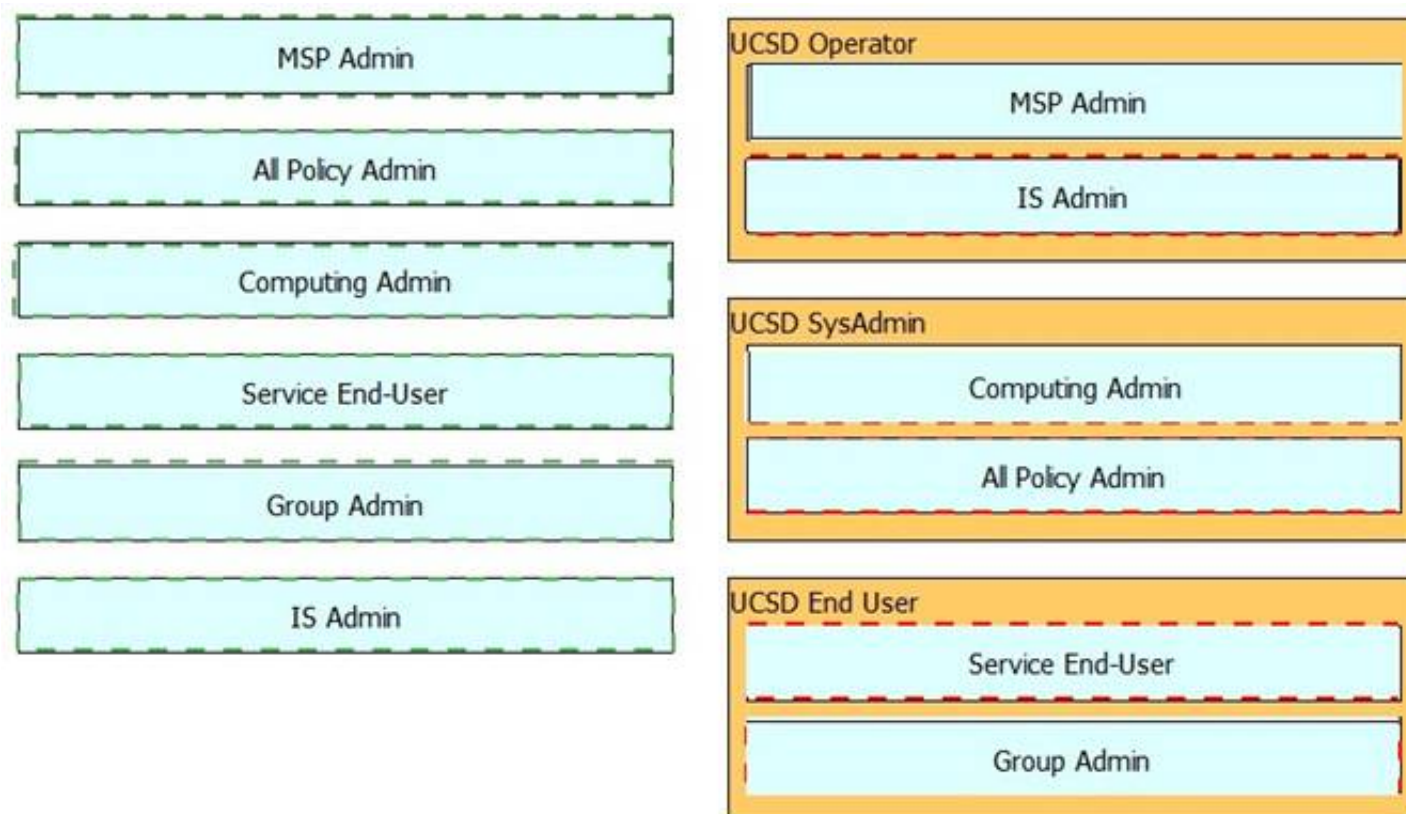 MSP Admin
All Policy Admin
Computing Admin
Service End-User
Group Admin
IS Admin
UCSD Operator
MSP Admin
IS Admin
UCSD SysAdmin
Computing Admin
All Policy Admin
UCSD End User
Service End-User
Group Admin